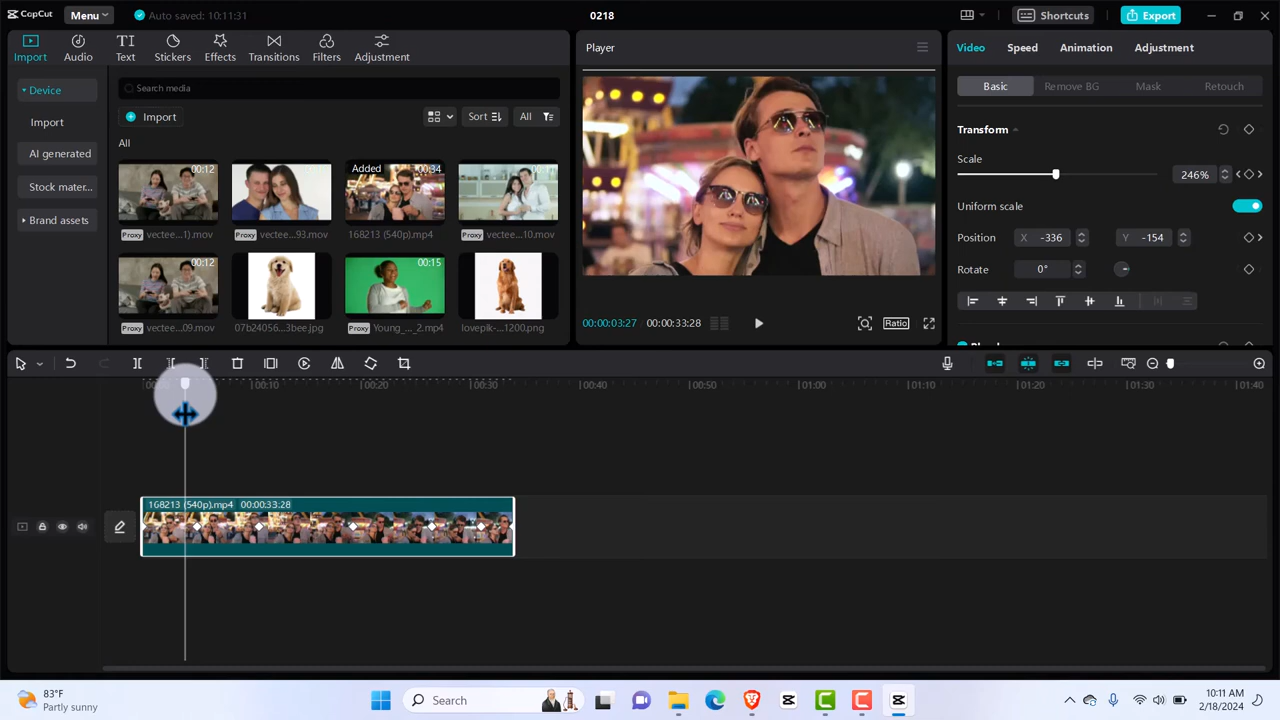 CapCut
Menu
Auto saved: 10:11:31
0218
Shortcuts
Export
Import
Audio
Text
Stickers
Effects
Transitions
Filters
Adjustment
Device
Import
AI generated
Stock mater...
Brand assets
Search media
Import
Sort
All
All
00:12
Added
00:34
Proxy vectee...1).mov
Proxy vectee...93.mov
168213 (540p).mp4
Proxy vectee...10.mov
00:12
00:15
Proxy vectee...09.mov
07b24056...3bee.jpg
Proxy Young_..._2.mp4
lovepik-...1200.png
Player
00:00:03:27
00:00:33:28
Ratio
Video
Speed
Animation
Adjustment
Basic
Remove BG
Mask
Retouch
Transform
Scale
246%
Uniform scale
Position
X -336
Y -154
Rotate
0°
00:10
00:20
00:30
00:40
00:50
01:00
01:10
01:20
01:30
01:40
168213 (540p).mp4 00:00:33:28
83°F
Partly sunny
Search
10:11 AM
2/18/2024